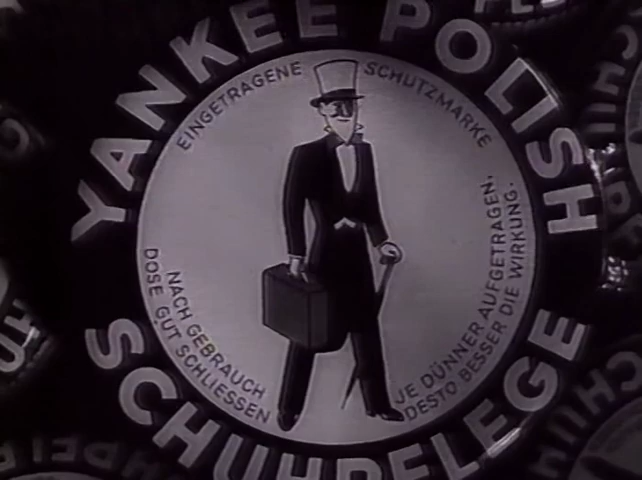 YANKEE POLISH
EINGETRAGENE SCHUTZMARKE
NACH GEBRAUCH
DOSE GUT SCHLIESSEN
JE DÜNNER AUFGETRAGEN,
DESTO BESSER DIE WIRKUNG.
SCHUHPFLEGE